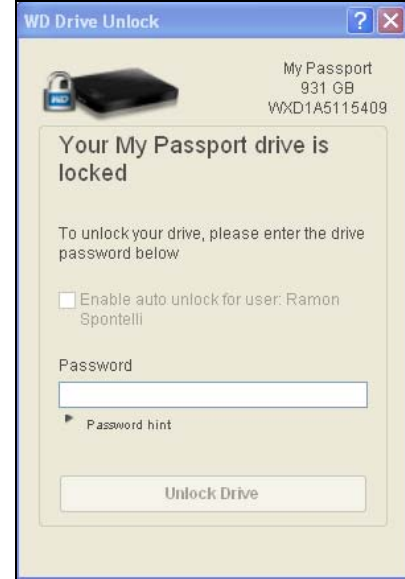 WD Drive Unlock
?
My Passport
931 GB
WXD1A5115409
WD
Your My Passport drive is
locked
To unlock your drive, please enter the drive
password below
Enable auto unlock for user: Ramon
Spontelli
Password
Password hint
Unlock Drive